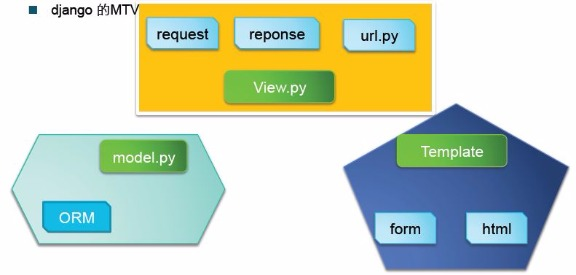 django 的MTV
request
reponse
url.py
View.py
model.py
ORM
Template
form
html